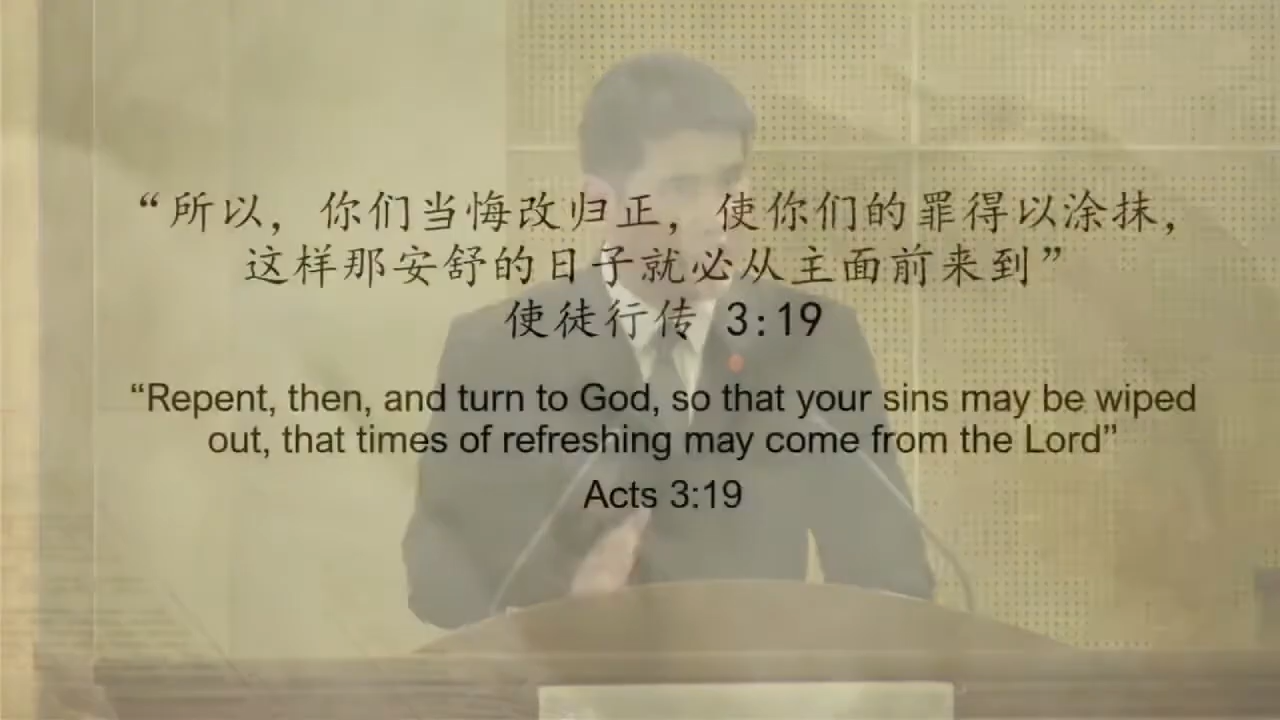 “所以，你们当悔改归正，使你们的罪得以涂抹，
这样那安舒的日子就必从主面前来到”
使徒行传 3:19
“Repent, then, and turn to God, so that your sins may be wiped
out, that times of refreshing may come from the Lord”
Acts 3:19